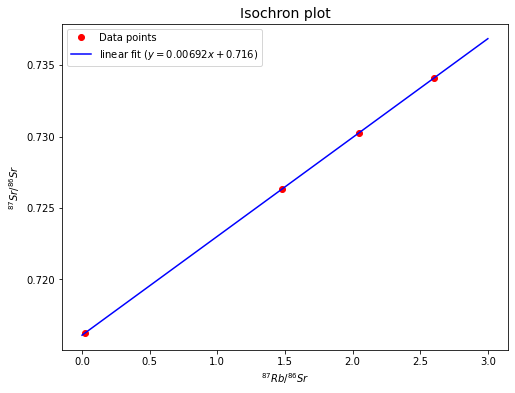 Isochron plot
Data points
linear fit (y = 0.00692x + 0.716)
0.735
0.730
0.725
0.720
⁸⁷Sr/⁸⁶Sr
0.0 0.5 1.0 1.5 2.0 2.5 3.0
⁸⁷Rb/⁸⁶Sr